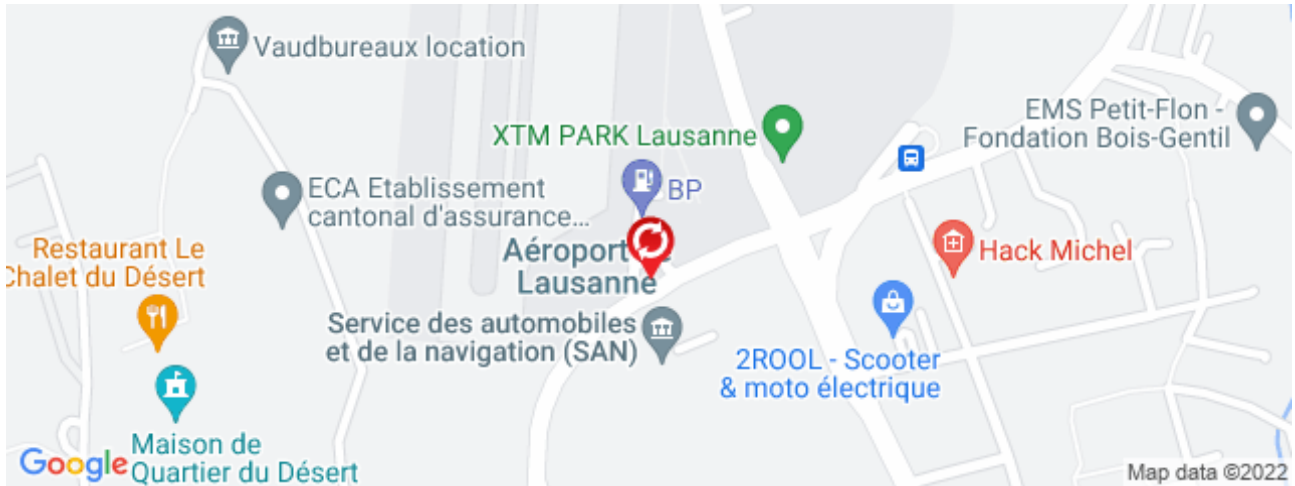 Vaudbureaux location
EMS Petit-Flon -
Fondation Bois-Gentil
XTM PARK Lausanne
ECA Etablissement
cantonal d'assurance...
BP
Restaurant Le
Chalet du Désert
Aéroport
Lausanne
Hack Michel
Service des automobiles
et de la navigation (SAN)
2ROOL - Scooter
& moto électrique
Maison de
Quartier du Désert
Google
Map data ©2022